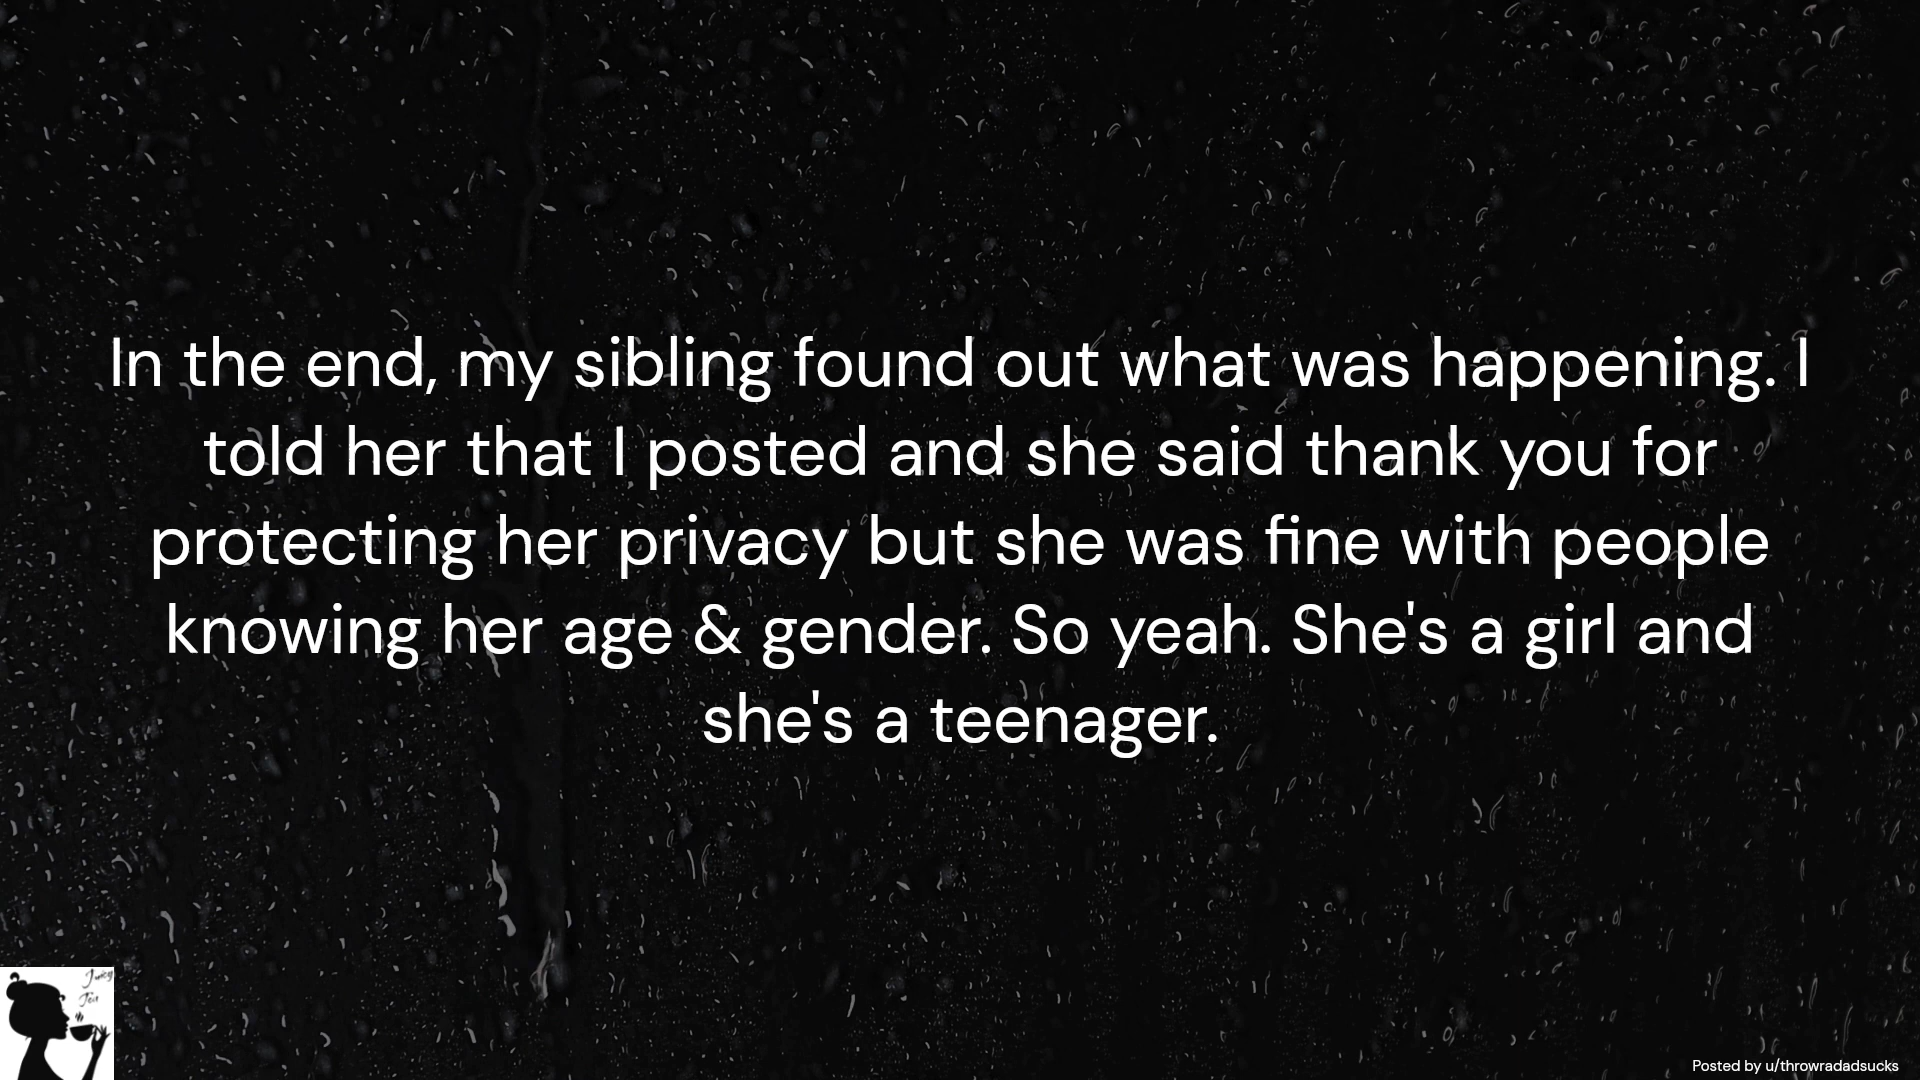 In the end, my sibling found out what was happening. I
told her that I posted and she said thank you for
protecting her privacy but she was fine with people
knowing her age & gender. So yeah. She's a girl and
she's a teenager.
Juicy
Tea
Posted by u/throwradadsucks